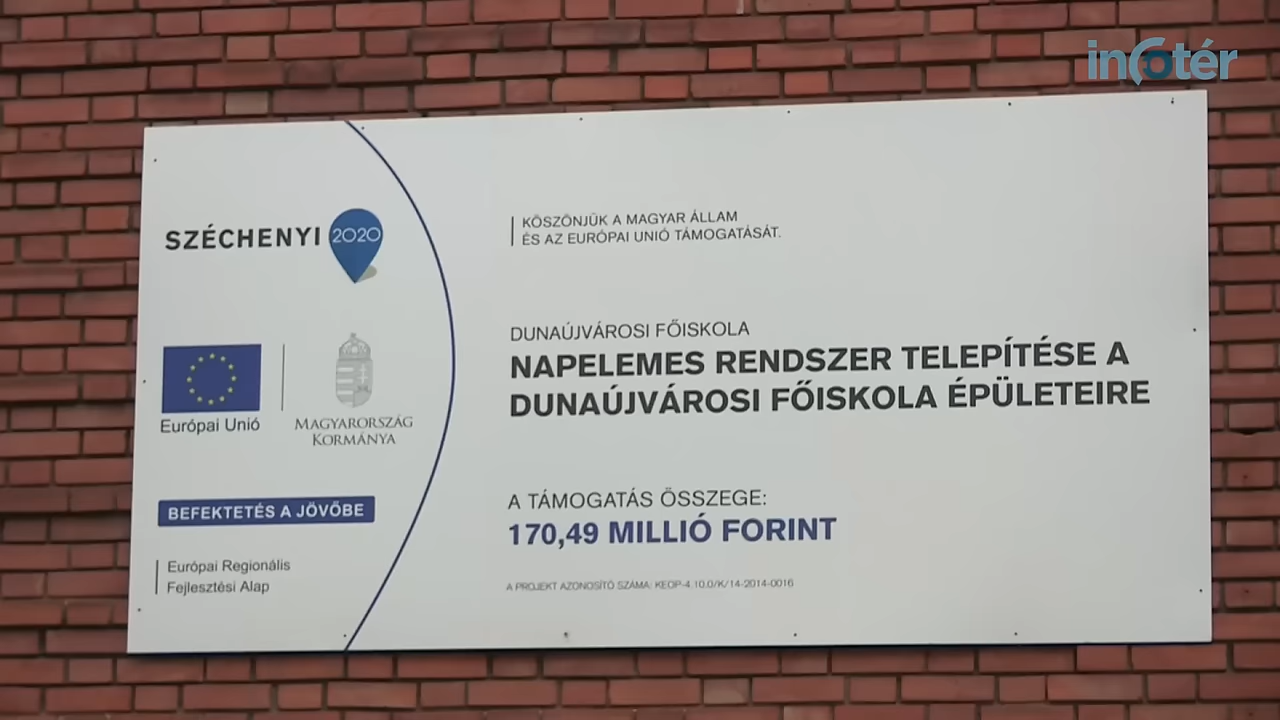 infotér
SZÉCHENYI 2020
Európai Unió
MAGYARORSZÁG
KORMÁNYA
BEFEKTETÉS A JÖVŐBE
Európai Regionális
Fejlesztési Alap
KÖSZÖNJÜK A MAGYAR ÁLLAM
ÉS AZ EURÓPAI UNIÓ TÁMOGATÁSÁT.
DUNAÚJVÁROSI FŐISKOLA
NAPELEMES RENDSZER TELEPÍTÉSE A
DUNAÚJVÁROSI FŐISKOLA ÉPÜLETEIRE
A TÁMOGATÁS ÖSSZEGE:
170,49 MILLIÓ FORINT
A PROJEKT AZONOSÍTÓ SZÁMA: KEOP-4.10.0/K/14-2014-0016